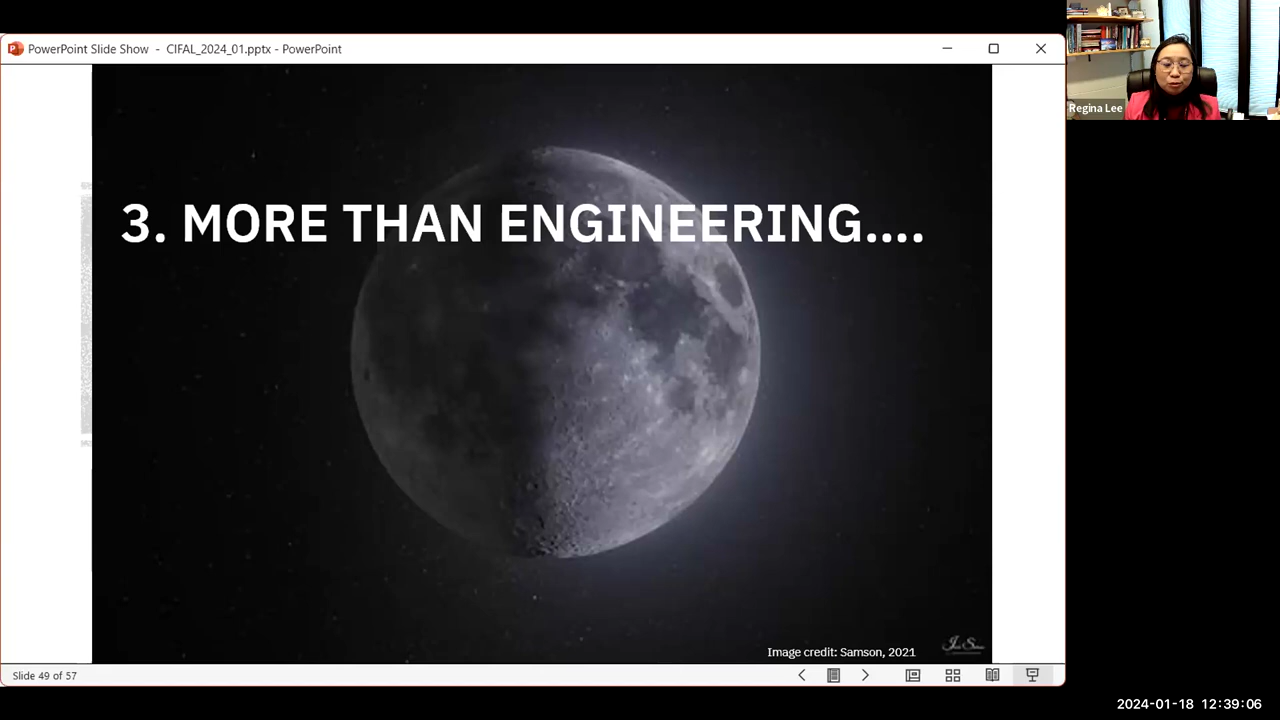 PowerPoint Slide Show - CIFAL_2024_01.pptx - PowerPoint
Regina Lee
3. MORE THAN ENGINEERING....
Image credit: Samson, 2021
Slide 49 of 57
2024-01-18 12:39:06